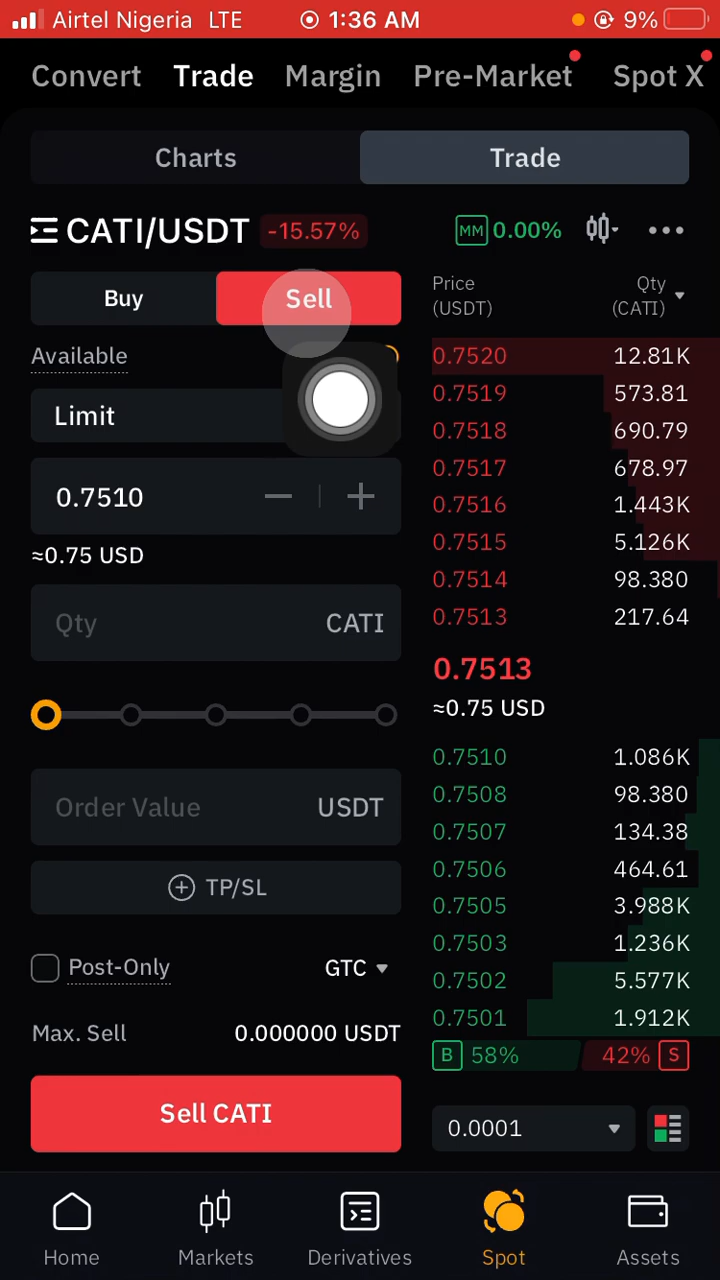 Airtel Nigeria LTE 1:36 AM 9%
Convert Trade Margin Pre-Market Spot X
Charts Trade
CATI/USDT -15.57% MM 0.00%
Buy Sell
Available
Limit
0.7510
≈0.75 USD
Qty CATI
Order Value USDT
TP/SL
Post-Only GTC
Max. Sell 0.000000 USDT
Sell CATI
Price Qty
(USDT) (CATI)
0.7520 12.81K
0.7519 573.81
0.7518 690.79
0.7517 678.97
0.7516 1.443K
0.7515 5.126K
0.7514 98.380
0.7513 217.64
0.7513
≈0.75 USD
0.7510 1.086K
0.7508 98.380
0.7507 134.38
0.7506 464.61
0.7505 3.988K
0.7503 1.236K
0.7502 5.577K
0.7501 1.912K
B 58% 42% S
0.0001
Home Markets Derivatives Spot Assets